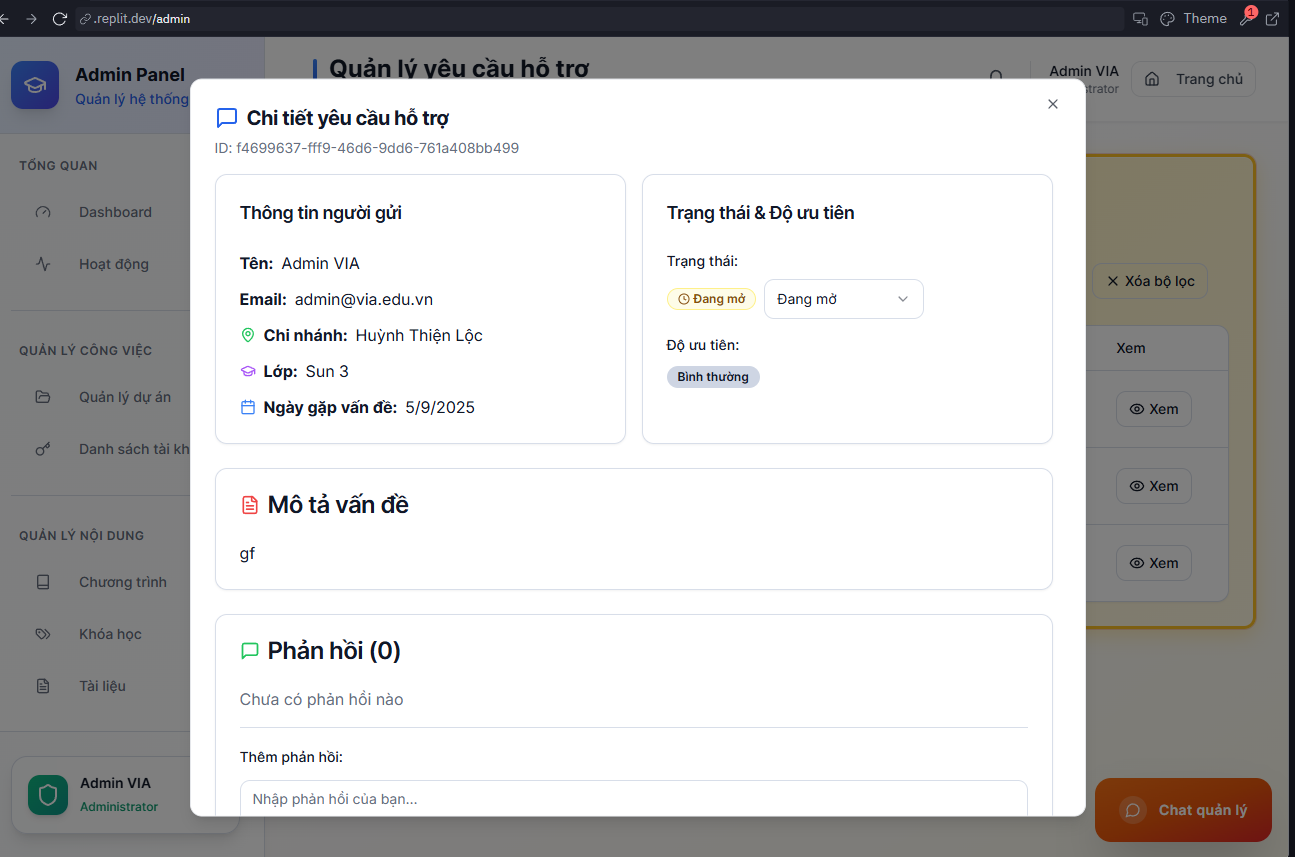 .replit.dev/admin
Theme
1
Admin Panel
Quản lý hệ thống
Quản lý yêu cầu hỗ trợ
Admin VIA
strator
Trang chủ
TỔNG QUAN
Dashboard
Hoạt động
QUẢN LÝ CÔNG VIỆC
Quản lý dự án
Danh sách tài kh
QUẢN LÝ NỘI DUNG
Chương trình
Khóa học
Tài liệu
Admin VIA
Administrator
Chi tiết yêu cầu hỗ trợ
ID: f4699637-fff9-46d6-9dd6-761a408bb499
Thông tin người gửi
Tên: Admin VIA
Email: admin@via.edu.vn
Chi nhánh: Huỳnh Thiện Lộc
Lớp: Sun 3
Ngày gặp vấn đề: 5/9/2025
Trạng thái & Độ ưu tiên
Trạng thái:
Đang mở
Đang mở
Độ ưu tiên:
Bình thường
Mô tả vấn đề
gf
Phản hồi (0)
Chưa có phản hồi nào
Thêm phản hồi:
Nhập phản hồi của bạn...
Xóa bộ lọc
Xem
Xem
Xem
Xem
Chat quản lý